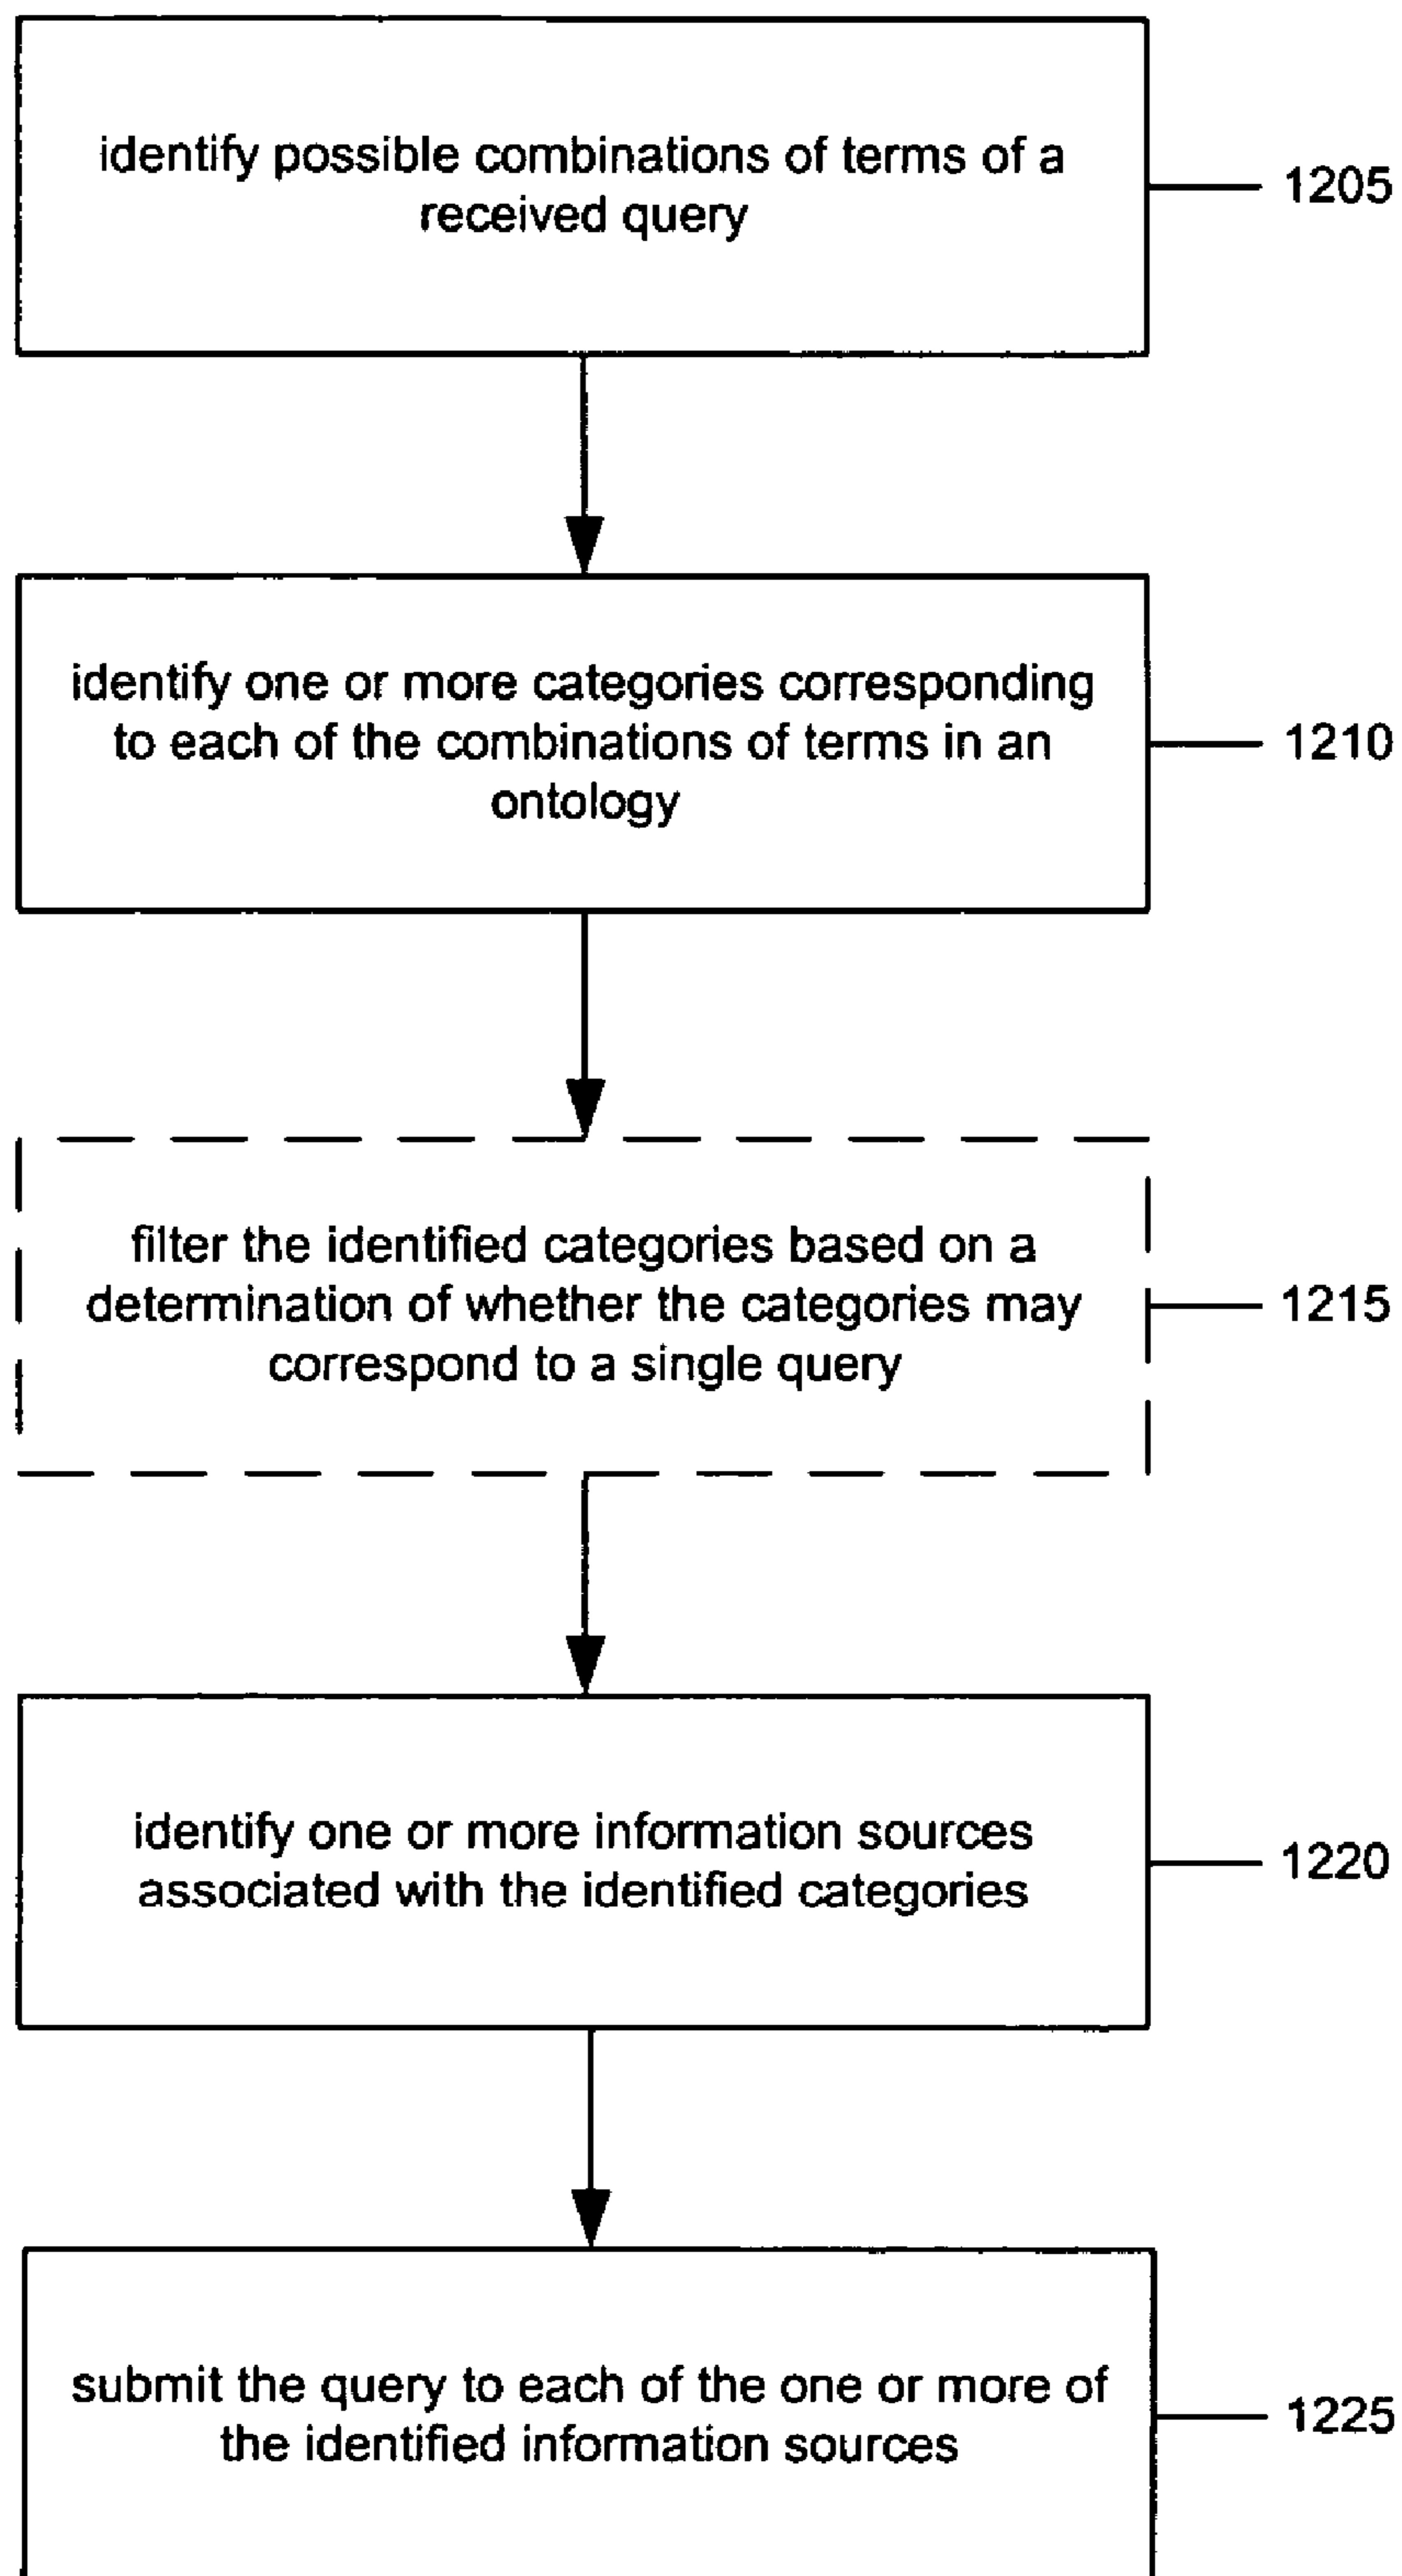 identify possible combinations of terms of a
received query
1205
identify one or more categories corresponding
to each of the combinations of terms in an
ontology
1210
filter the identified categories based on a
determination of whether the categories may
correspond to a single query
1215
identify one or more information sources
associated with the identified categories
1220
submit the query to each of the one or more of
the identified information sources
1225